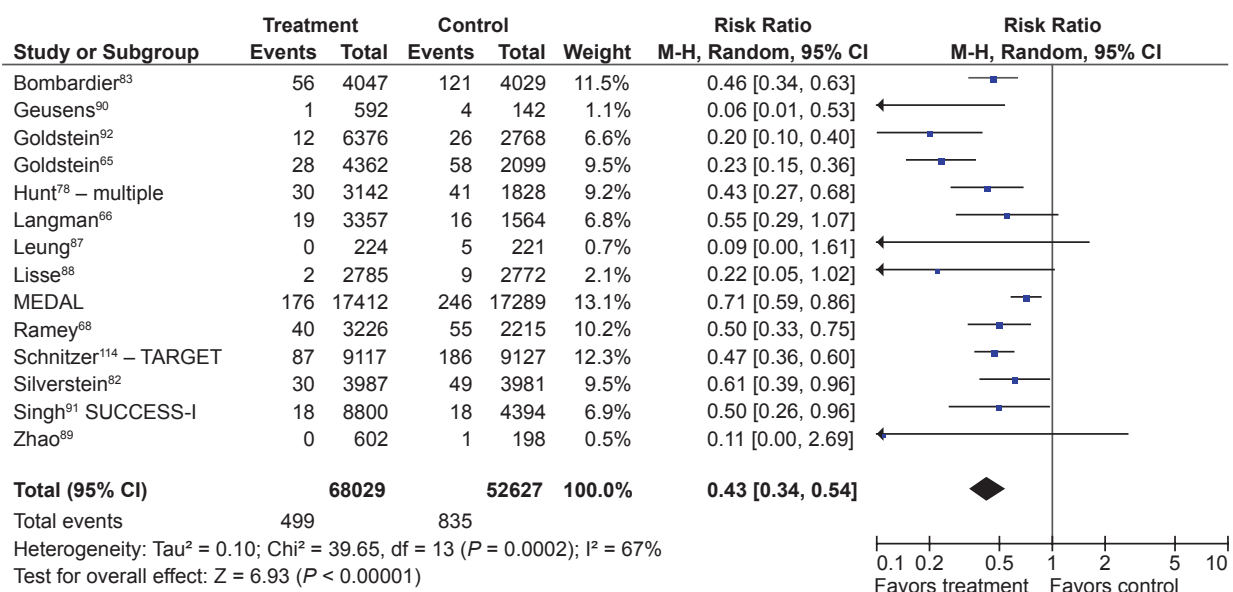 Treatment Control Risk Ratio Risk Ratio
Study or Subgroup Events Total Events Total Weight M-H, Random, 95% CI M-H, Random, 95% CI
Bombardier⁸³ 56 4047 121 4029 11.5% 0.46 [0.34, 0.63]
Geusens⁹⁰ 1 592 4 142 1.1% 0.06 [0.01, 0.53]
Goldstein⁹² 12 6376 26 2768 6.6% 0.20 [0.10, 0.40]
Goldstein⁶⁵ 28 4362 58 2099 9.5% 0.23 [0.15, 0.36]
Hunt⁷⁸ – multiple 30 3142 41 1828 9.2% 0.43 [0.27, 0.68]
Langman⁶⁶ 19 3357 16 1564 6.8% 0.55 [0.29, 1.07]
Leung⁸⁷ 0 224 5 221 0.7% 0.09 [0.00, 1.61]
Lisse⁸⁸ 2 2785 9 2772 2.1% 0.22 [0.05, 1.02]
MEDAL 176 17412 246 17289 13.1% 0.71 [0.59, 0.86]
Ramey⁶⁸ 40 3226 55 2215 10.2% 0.50 [0.33, 0.75]
Schnitzer¹¹⁴ – TARGET 87 9117 186 9127 12.3% 0.47 [0.36, 0.60]
Silverstein⁸² 30 3987 49 3981 9.5% 0.61 [0.39, 0.96]
Singh⁹¹ SUCCESS-I 18 8800 18 4394 6.9% 0.50 [0.26, 0.96]
Zhao⁸⁹ 0 602 1 198 0.5% 0.11 [0.00, 2.69]
Total (95% CI) 68029 52627 100.0% 0.43 [0.34, 0.54]
Total events 499 835
Heterogeneity: Tau² = 0.10; Chi² = 39.65, df = 13 (P = 0.0002); I² = 67%
Test for overall effect: Z = 6.93 (P < 0.00001)
0.1 0.2 0.5 1 2 5 10
Favors treatment Favors control